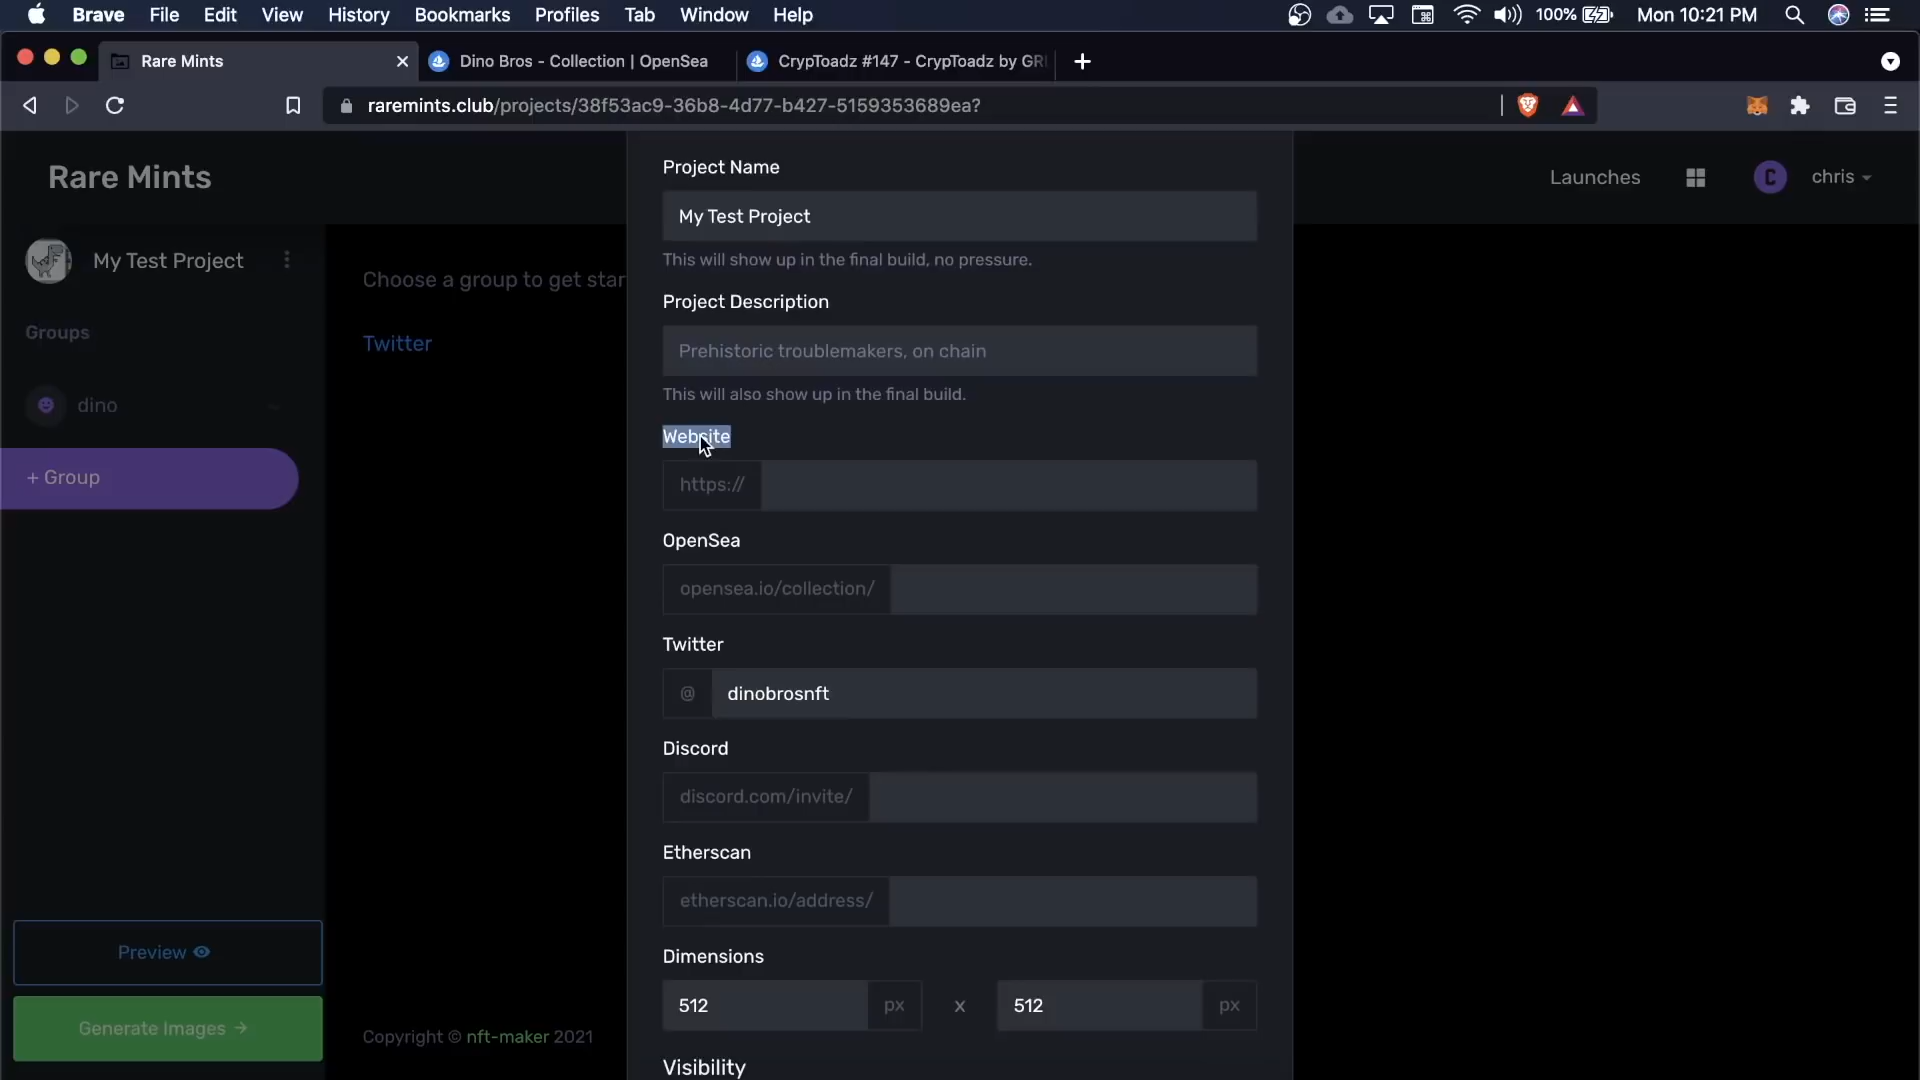 Brave File Edit View History Bookmarks Profiles Tab Window Help 100% Mon 10:21 PM
Rare Mints Dino Bros - Collection | OpenSea CrypToadz #147 - CrypToadz by GR
raremints.club/projects/38f53ac9-36b8-4d77-b427-5159353689ea?
Rare Mints
Launches
C
chris
My Test Project
Groups
dino
+ Group
Preview
Generate Images →
Choose a group to get star
Twitter
Copyright © nft-maker 2021
Project Name
My Test Project
This will show up in the final build, no pressure.
Project Description
Prehistoric troublemakers, on chain
This will also show up in the final build.
Website
https://
OpenSea
opensea.io/collection/
Twitter
@ dinobrosnft
Discord
discord.com/invite/
Etherscan
etherscan.io/address/
Dimensions
512 px x 512 px
Visibility